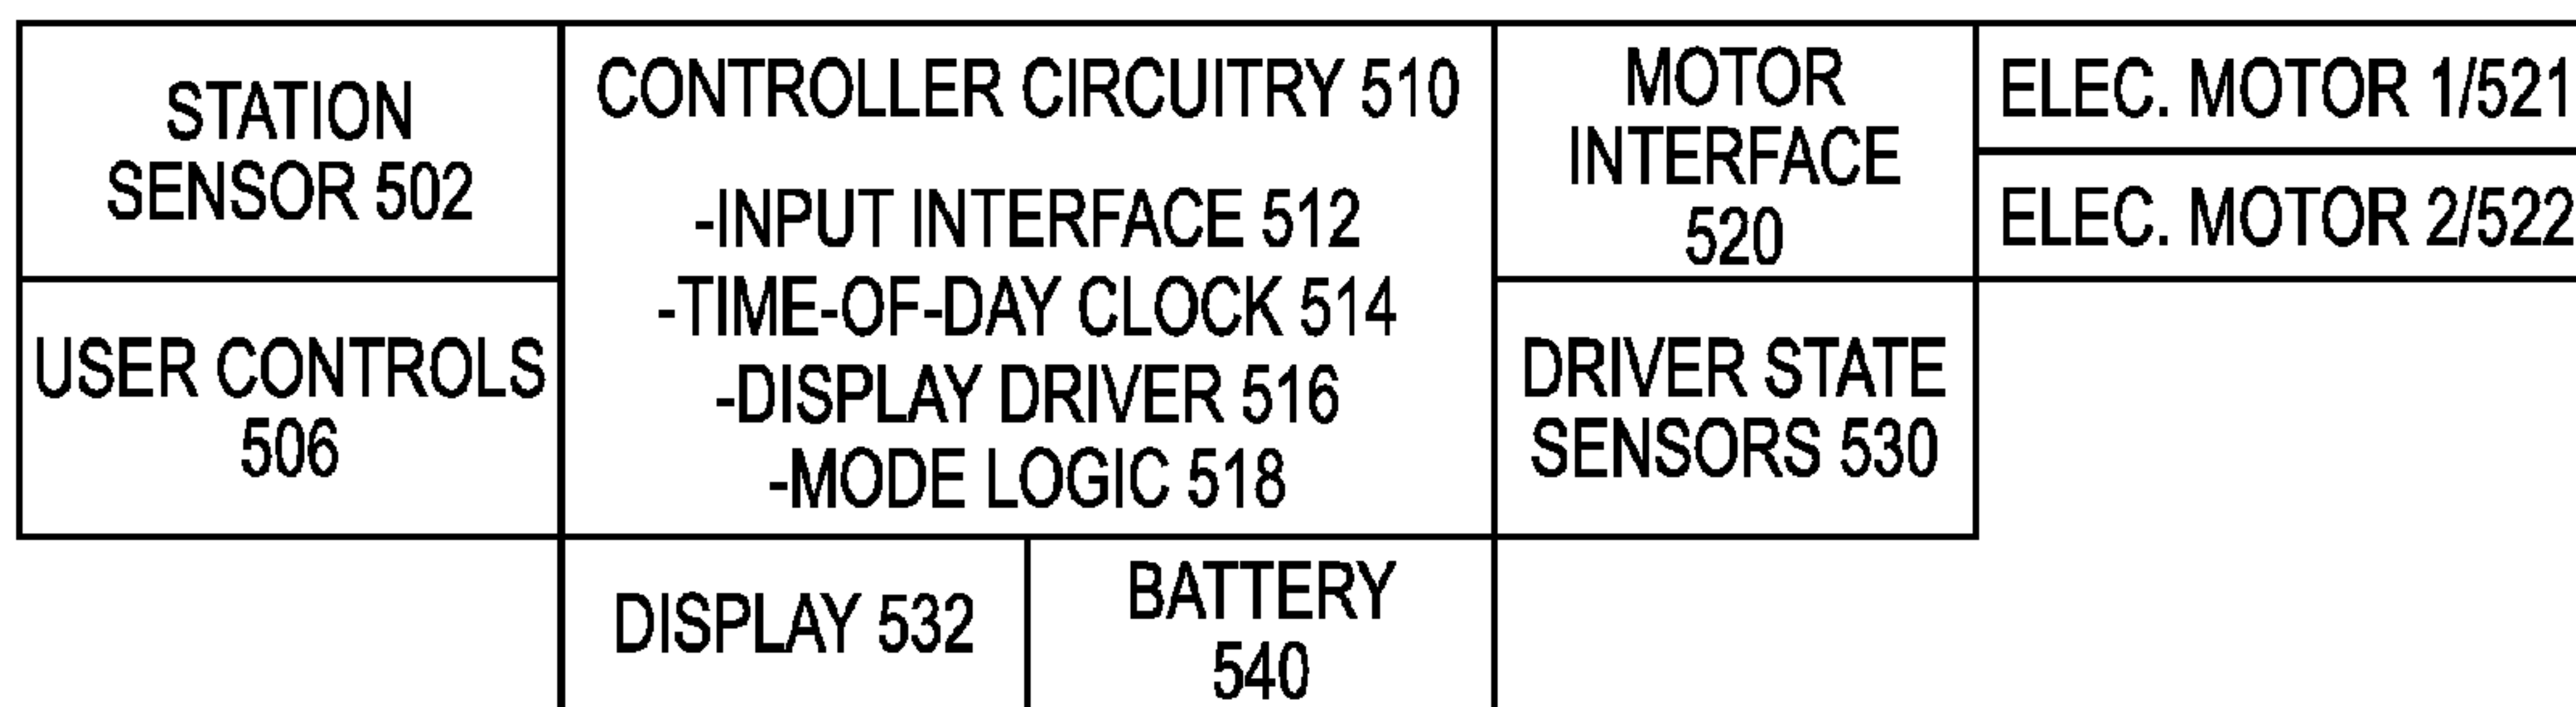 STATION
SENSOR 502
USER CONTROLS
506
CONTROLLER CIRCUITRY 510
-INPUT INTERFACE 512
-TIME-OF-DAY CLOCK 514
-DISPLAY DRIVER 516
-MODE LOGIC 518
MOTOR
INTERFACE
520
ELEC. MOTOR 1/521
ELEC. MOTOR 2/522
DRIVER STATE
SENSORS 530
DISPLAY 532
BATTERY
540